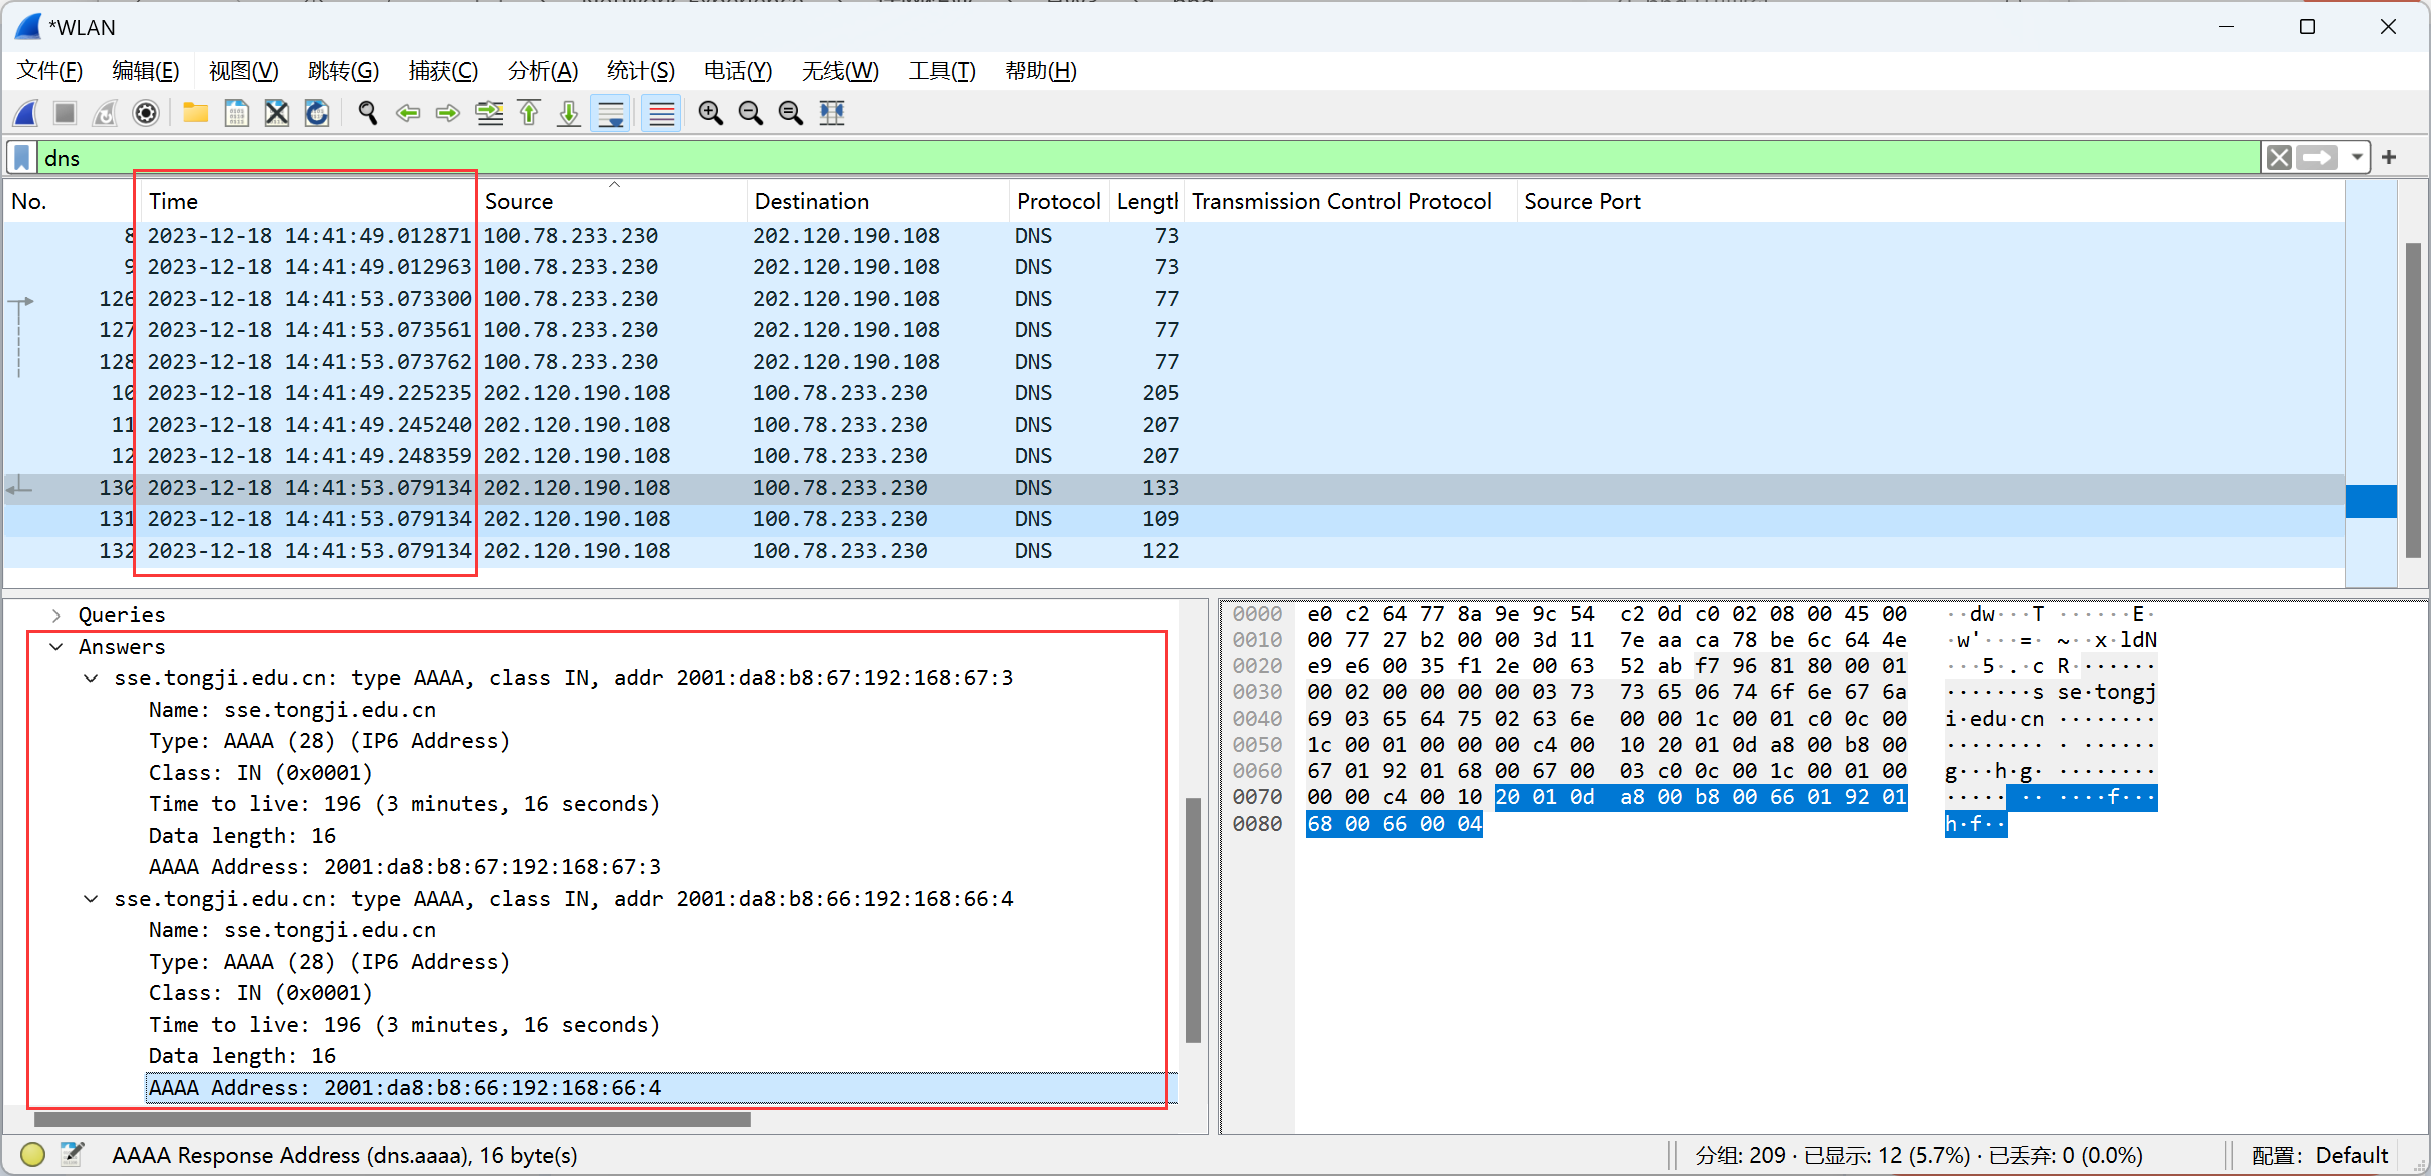 *WLAN
文件(F) 编辑(E) 视图(V) 跳转(G) 捕获(C) 分析(A) 统计(S) 电话(Y) 无线(W) 工具(T) 帮助(H)
dns
No. Time Source Destination Protocol Lengtl Transmission Control Protocol Source Port
8 2023-12-18 14:41:49.012871 100.78.233.230 202.120.190.108 DNS 73
9 2023-12-18 14:41:49.012963 100.78.233.230 202.120.190.108 DNS 73
126 2023-12-18 14:41:53.073300 100.78.233.230 202.120.190.108 DNS 77
127 2023-12-18 14:41:53.073561 100.78.233.230 202.120.190.108 DNS 77
128 2023-12-18 14:41:53.073762 100.78.233.230 202.120.190.108 DNS 77
10 2023-12-18 14:41:49.225235 202.120.190.108 100.78.233.230 DNS 205
11 2023-12-18 14:41:49.245240 202.120.190.108 100.78.233.230 DNS 207
12 2023-12-18 14:41:49.248359 202.120.190.108 100.78.233.230 DNS 207
130 2023-12-18 14:41:53.079134 202.120.190.108 100.78.233.230 DNS 133
131 2023-12-18 14:41:53.079134 202.120.190.108 100.78.233.230 DNS 109
132 2023-12-18 14:41:53.079134 202.120.190.108 100.78.233.230 DNS 122
Queries
Answers
sse.tongji.edu.cn: type AAAA, class IN, addr 2001:da8:b8:67:192:168:67:3
Name: sse.tongji.edu.cn
Type: AAAA (28) (IP6 Address)
Class: IN (0x0001)
Time to live: 196 (3 minutes, 16 seconds)
Data length: 16
AAAA Address: 2001:da8:b8:67:192:168:67:3
sse.tongji.edu.cn: type AAAA, class IN, addr 2001:da8:b8:66:192:168:66:4
Name: sse.tongji.edu.cn
Type: AAAA (28) (IP6 Address)
Class: IN (0x0001)
Time to live: 196 (3 minutes, 16 seconds)
Data length: 16
AAAA Address: 2001:da8:b8:66:192:168:66:4
0000 e0 c2 64 77 8a 9e 9c 54 c2 0d c0 02 08 00 45 00 ··dw···T ······E·
0010 00 77 27 b2 00 00 3d 11 7e aa ca 78 be 6c 64 4e ·w'···=· ~··x·ldN
0020 e9 e6 00 35 f1 2e 00 63 52 ab f7 96 81 80 00 01 ···5·.·c R·······
0030 00 02 00 00 00 00 03 73 73 65 06 74 6f 6e 67 6a ·······s se·tongj
0040 69 03 65 64 75 02 63 6e 00 00 1c 00 01 c0 0c 00 i·edu·cn ········
0050 1c 00 01 00 00 00 c4 00 10 20 01 0d a8 00 b8 00 ········ · ······
0060 67 01 92 01 68 00 67 00 03 c0 0c 00 1c 00 01 00 g···h·g· ········
0070 00 00 c4 00 10 20 01 0d a8 00 b8 00 66 01 92 01 ····· ·· ····f···
0080 68 00 66 00 04 h·f··
AAAA Response Address (dns.aaaa), 16 byte(s) 分组: 209 · 已显示: 12 (5.7%) · 已丢弃: 0 (0.0%) 配置: Default